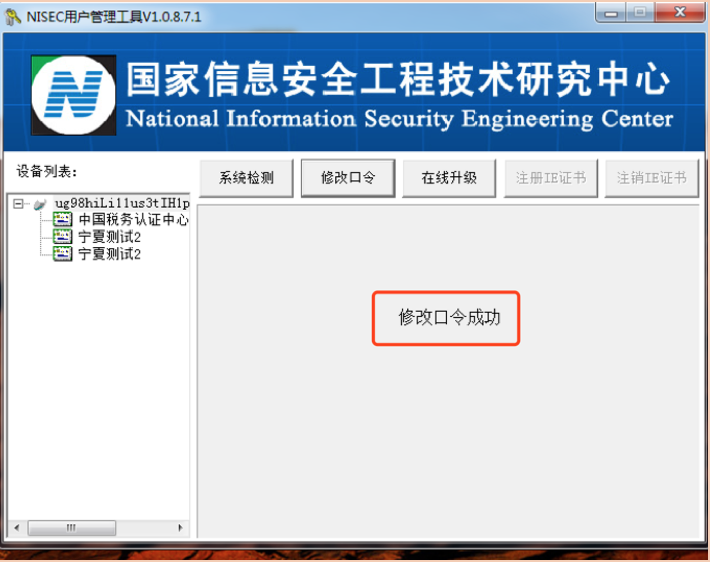 NISEC用户管理工具V1.0.8.7.1
国家信息安全工程技术研究中心
National Information Security Engineering Center
设备列表:
系统检测
修改口令
在线升级
注册IE证书
注销IE证书
中国税务认证中心
宁夏测试2
宁夏测试2
修改口令成功